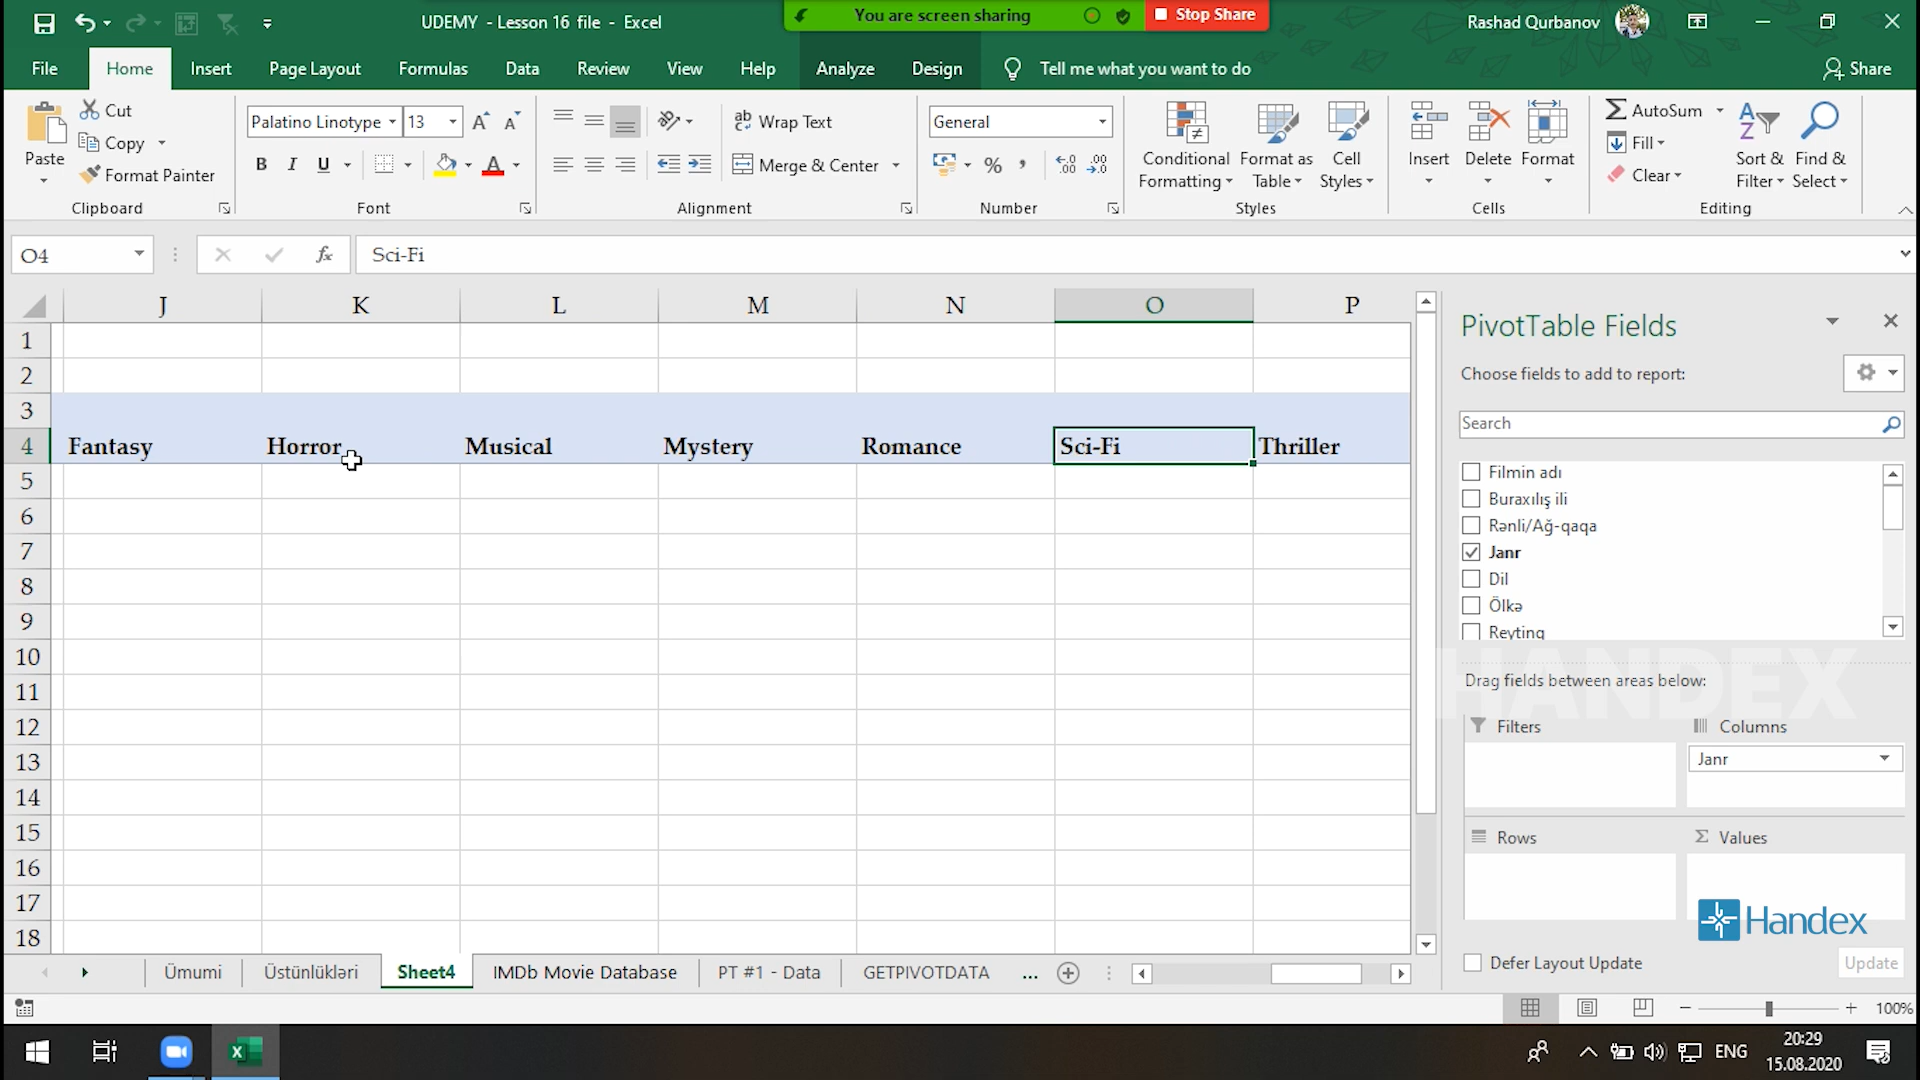 UDEMY - Lesson 16 file - Excel
You are screen sharing
Stop Share
Rashad Qurbanov
File
Home
Insert
Page Layout
Formulas
Data
Review
View
Help
Analyze
Design
Tell me what you want to do
Share
Paste
Cut
Copy
Format Painter
Clipboard
Palatino Linotype
13
B I U
Font
Wrap Text
Merge & Center
Alignment
General
Number
Conditional Formatting
Format as Table
Cell Styles
Styles
Insert
Delete
Format
Cells
AutoSum
Fill
Clear
Sort & Filter
Find & Select
Editing
O4
fx
Sci-Fi
J K L M N O P
1
2
3
4 Fantasy Horror Musical Mystery Romance Sci-Fi Thriller
5
6
7
8
9
10
11
12
13
14
15
16
17
18
PivotTable Fields
Choose fields to add to report:
Search
Filmin adı
Buraxılış ili
Rənli/Ağ-qaqa
Janr
Dil
Ölkə
Reyting
HANDEX
Drag fields between areas below:
Filters
Columns
Janr
Rows
Values
Handex
Defer Layout Update
Update
Ümumi
Üstünlükləri
Sheet4
IMDb Movie Database
PT #1 - Data
GETPIVOTDATA
...
100%
ENG
20:29
15.08.2020